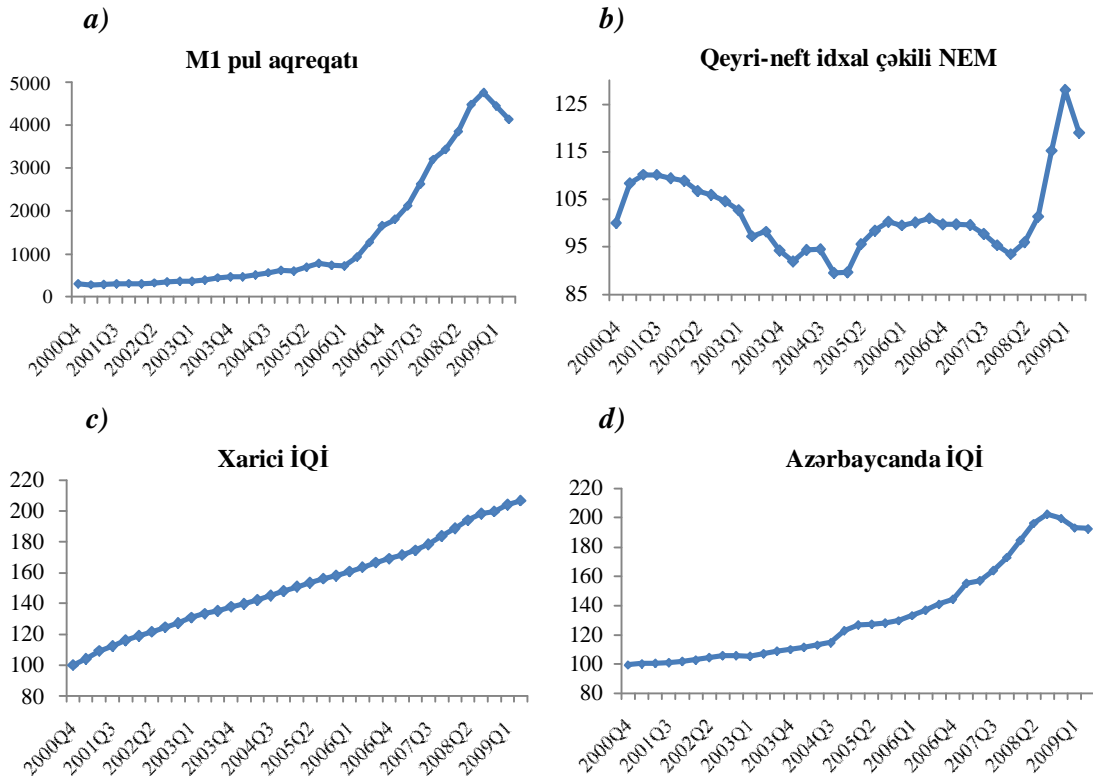 a)
M1 pul aqreqatı
5000
4000
3000
2000
1000
0
2000Q4
2001Q3
2002Q2
2003Q1
2003Q4
2004Q3
2005Q2
2006Q1
2006Q4
2007Q3
2008Q2
2009Q1
b)
Qeyri-neft idxal çəkili NEM
125
115
105
95
85
2000Q4
2001Q3
2002Q2
2003Q1
2003Q4
2004Q3
2005Q2
2006Q1
2006Q4
2007Q3
2008Q2
2009Q1
c)
Xarici İQİ
220
200
180
160
140
120
100
80
2000Q4
2001Q3
2002Q2
2003Q1
2003Q4
2004Q3
2005Q2
2006Q1
2006Q4
2007Q3
2008Q2
2009Q1
d)
Azərbaycanda İQİ
220
200
180
160
140
120
100
80
2000Q4
2001Q3
2002Q2
2003Q1
2003Q4
2004Q3
2005Q2
2006Q1
2006Q4
2007Q3
2008Q2
2009Q1